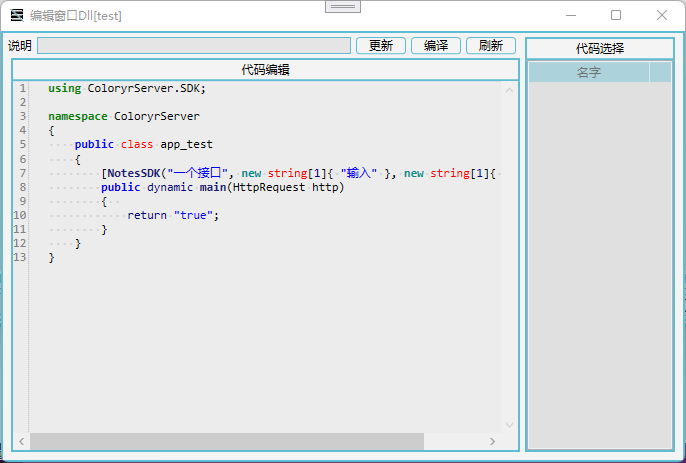 编辑窗口Dll[test]
说明 更新 编译 刷新
代码编辑
1 using ColoryrServer.SDK;
2
3 namespace ColoryrServer
4 {
5     public class app_test
6     {
7         [NotesSDK("一个接口", new string[1]{ "输入" }, new string[1]{
8         public dynamic main(HttpRequest http)
9         {
10             return "true";
11         }
12     }
13 }
代码选择
名字